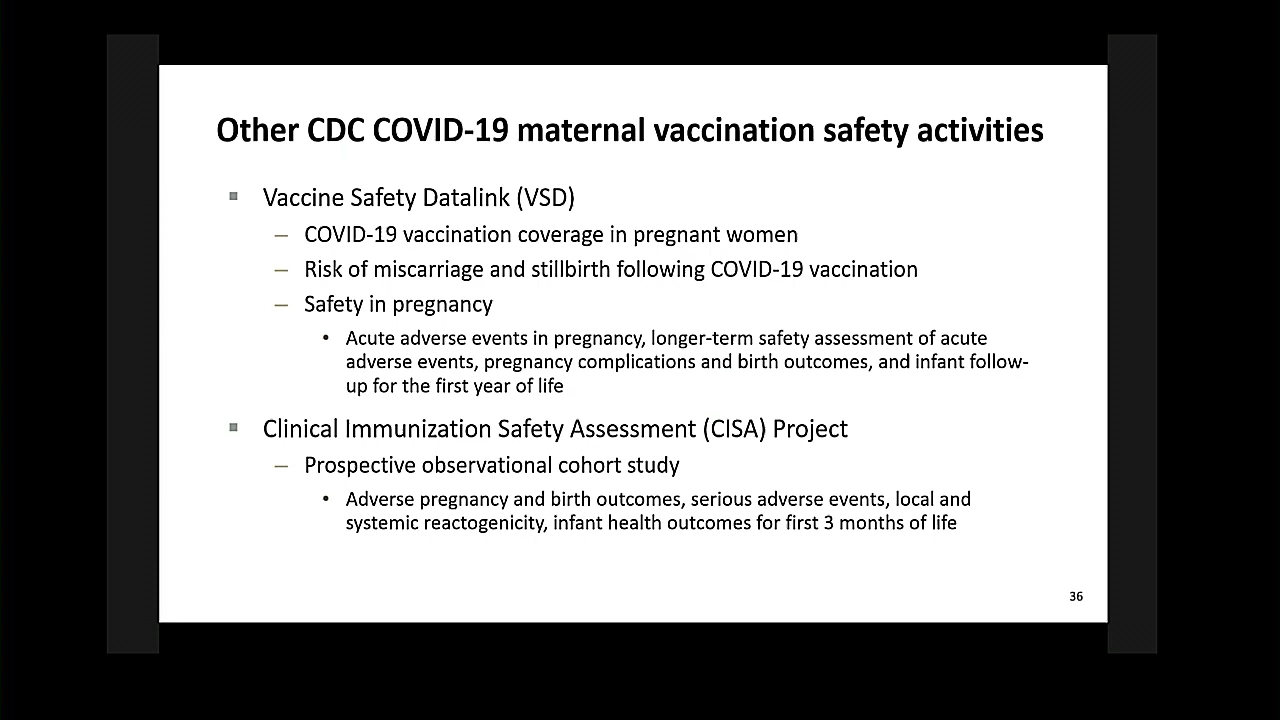 Other CDC COVID-19 maternal vaccination safety activities
▪ Vaccine Safety Datalink (VSD)
– COVID-19 vaccination coverage in pregnant women
– Risk of miscarriage and stillbirth following COVID-19 vaccination
– Safety in pregnancy
• Acute adverse events in pregnancy, longer-term safety assessment of acute
adverse events, pregnancy complications and birth outcomes, and infant follow-
up for the first year of life
▪ Clinical Immunization Safety Assessment (CISA) Project
– Prospective observational cohort study
• Adverse pregnancy and birth outcomes, serious adverse events, local and
systemic reactogenicity, infant health outcomes for first 3 months of life
36